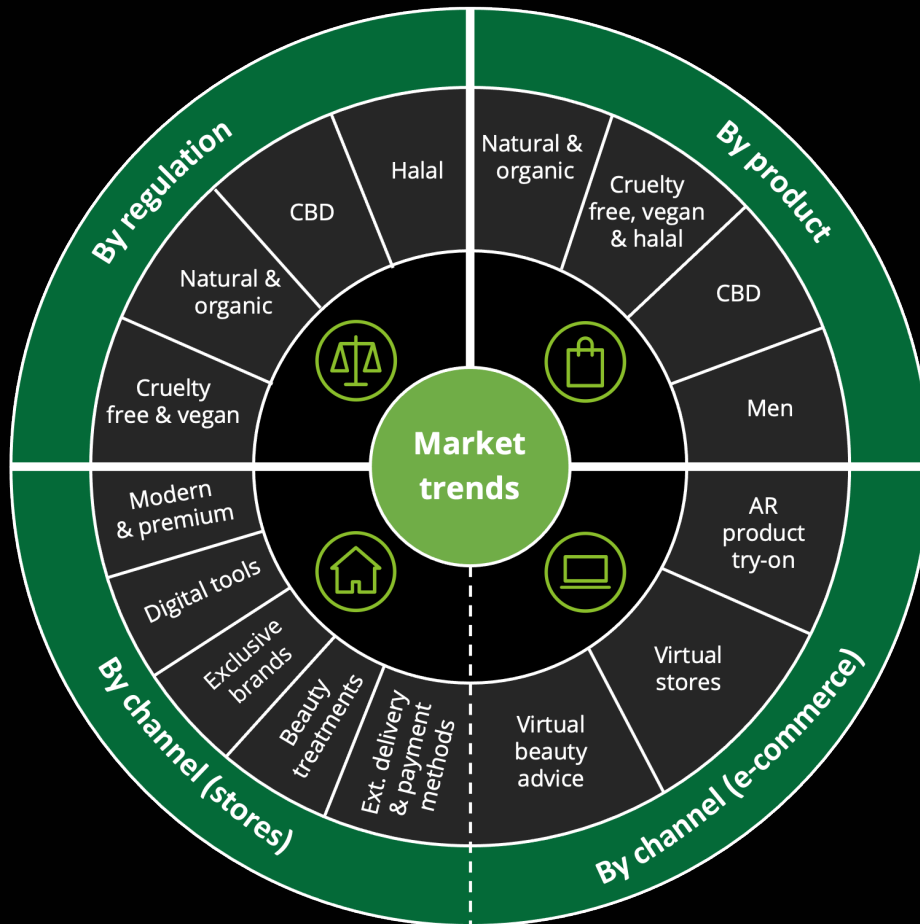 Market
trends
By regulation
Cruelty
free & vegan
Natural &
organic
CBD
Halal
By product
Natural &
organic
Cruelty
free, vegan
& halal
CBD
Men
By channel (e-commerce)
AR
product
try-on
Virtual
stores
Virtual
beauty
advice
By channel (stores)
Modern
& premium
Digital tools
Exclusive
brands
Beauty
treatments
Ext. delivery
& payment
methods